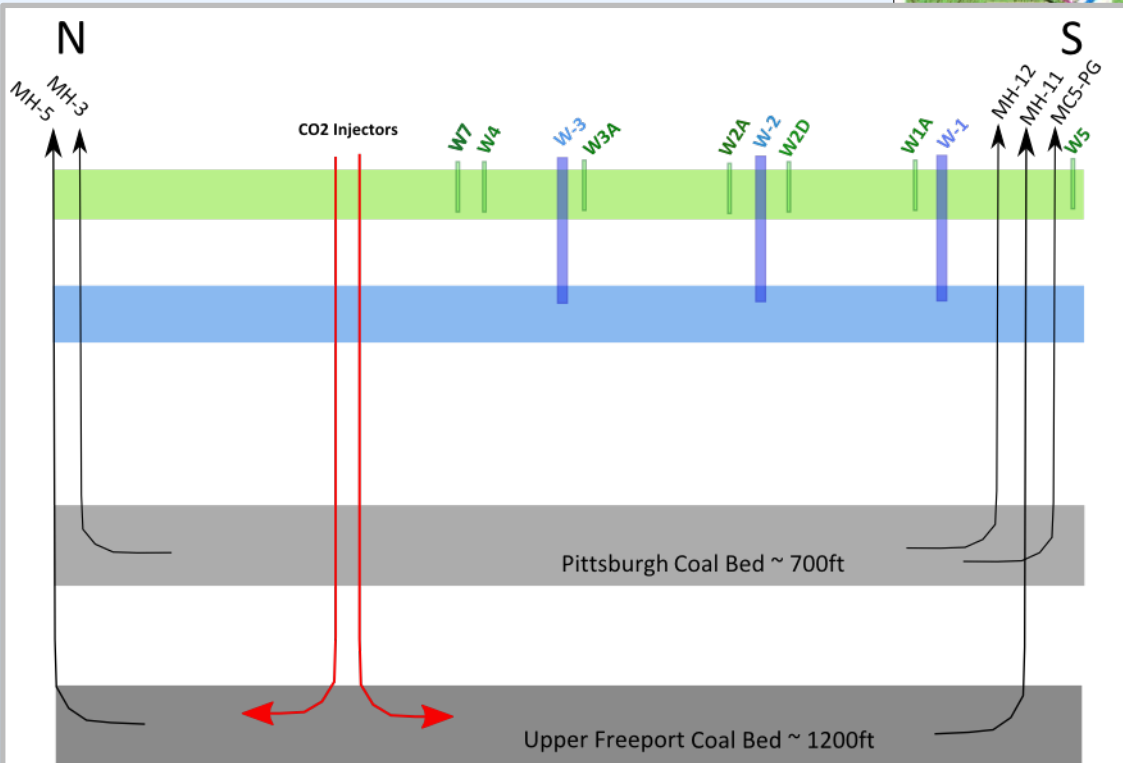 N
S
MH-5
MH-3
CO2 Injectors
W7
W4
W-3
W3A
W2A
W-2
W2D
W1A
W-1
MH-12
MH-11
MC5-PG
W5
Pittsburgh Coal Bed ~ 700ft
Upper Freeport Coal Bed ~ 1200ft